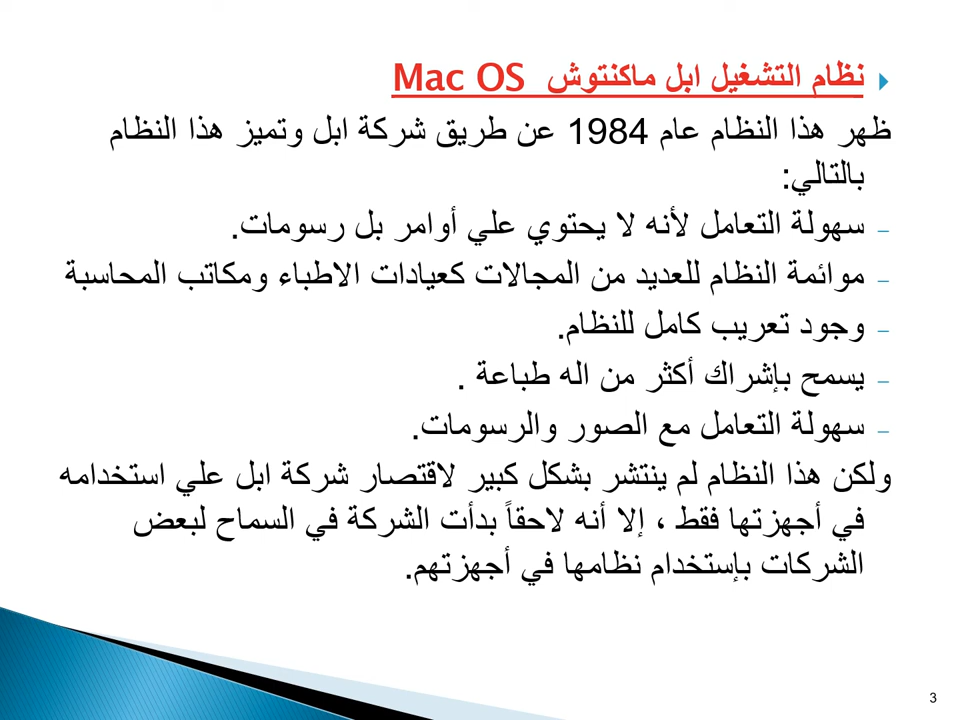 نظام التشغيل ابل ماكنتوش Mac OS
ظهر هذا النظام عام 1984 عن طريق شركة ابل وتميز هذا النظام
بالتالي:
- سهولة التعامل لأنه لا يحتوي علي أوامر بل رسومات.
- موائمة النظام للعديد من المجالات كعيادات الاطباء ومكاتب المحاسبة
- وجود تعريب كامل للنظام.
- يسمح بإشراك أكثر من اله طباعة .
- سهولة التعامل مع الصور والرسومات.
ولكن هذا النظام لم ينتشر بشكل كبير لاقتصار شركة ابل علي استخدامه
في أجهزتها فقط ، إلا أنه لاحقاً بدأت الشركة في السماح لبعض
الشركات بإستخدام نظامها في أجهزتهم.
3